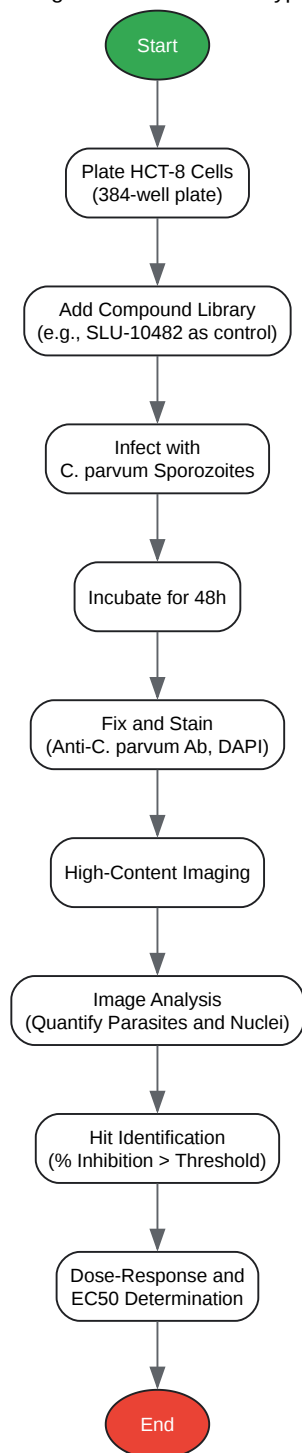 Start
Plate HCT-8 Cells
(384-well plate)
Add Compound Library
(e.g., SLU-10482 as control)
Infect with
C. parvum Sporozoites
Incubate for 48h
Fix and Stain
(Anti-C. parvum Ab, DAPI)
High-Content Imaging
Image Analysis
(Quantify Parasites and Nuclei)
Hit Identification
(% Inhibition > Threshold)
Dose-Response and
EC50 Determination
End